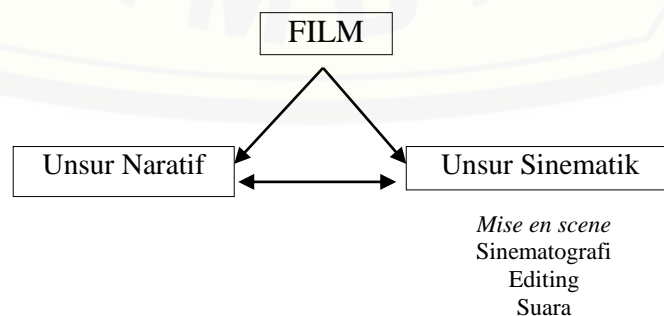 FILM
Unsur Naratif
Unsur Sinematik
Mise en scene
Sinematografi
Editing
Suara